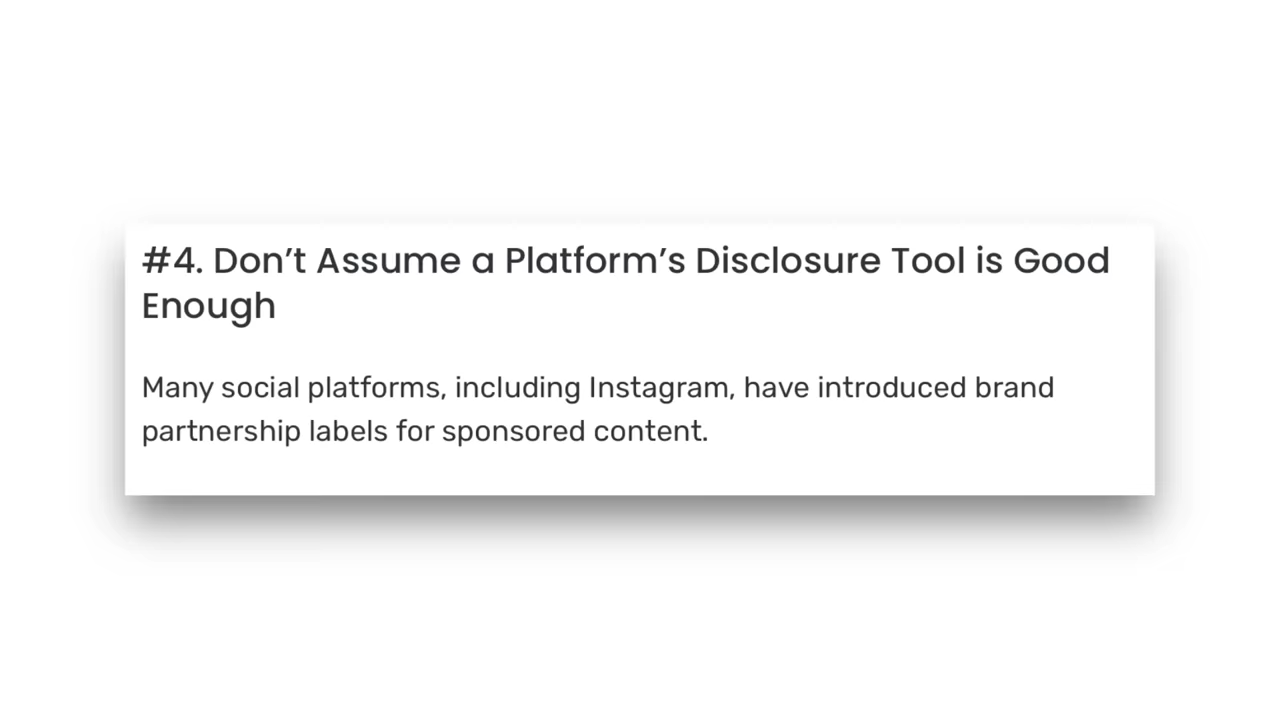 #4. Don’t Assume a Platform’s Disclosure Tool is Good
Enough
Many social platforms, including Instagram, have introduced brand
partnership labels for sponsored content.